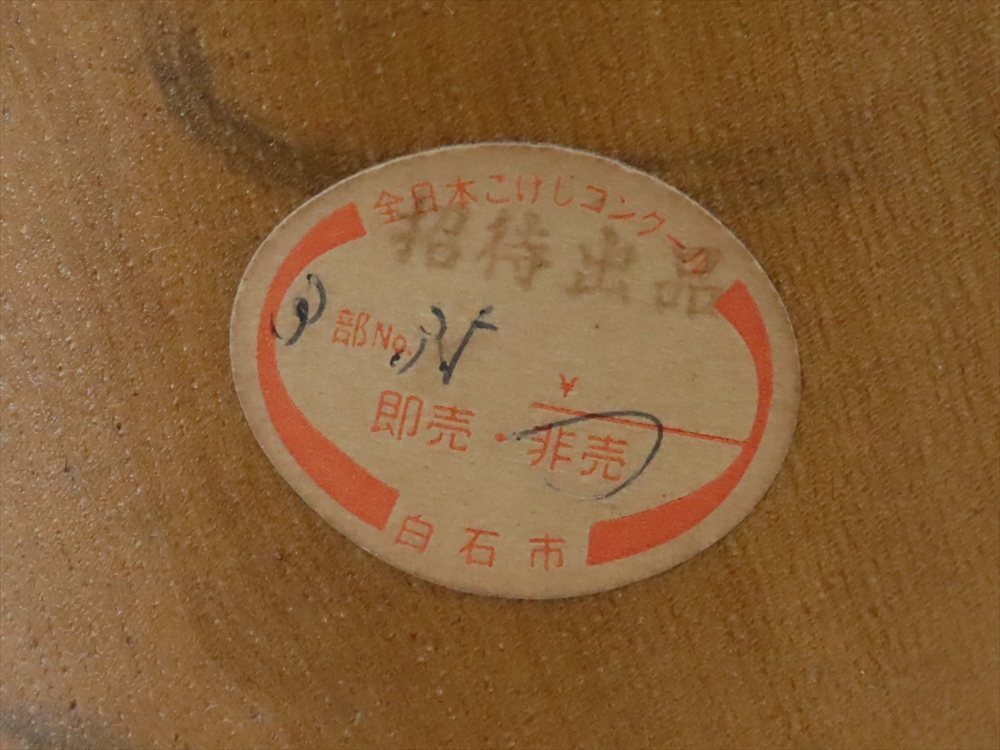 全日本こけしコンクール
招待出品
部No.
¥
即売・非売
白石市